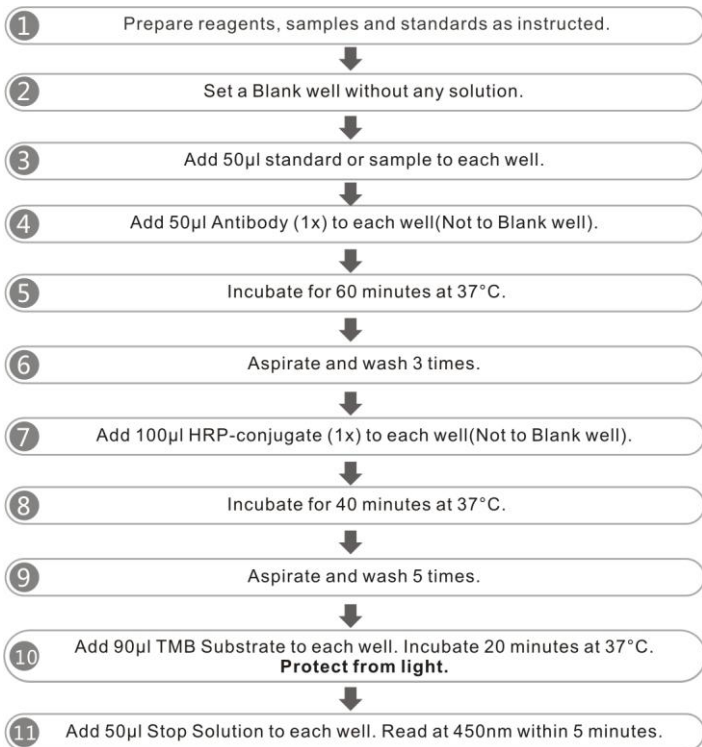 1 Prepare reagents, samples and standards as instructed.
2 Set a Blank well without any solution.
3 Add 50μl standard or sample to each well.
4 Add 50μl Antibody (1x) to each well(Not to Blank well).
5 Incubate for 60 minutes at 37°C.
6 Aspirate and wash 3 times.
7 Add 100μl HRP-conjugate (1x) to each well(Not to Blank well).
8 Incubate for 40 minutes at 37°C.
9 Aspirate and wash 5 times.
10 Add 90μl TMB Substrate to each well. Incubate 20 minutes at 37°C.
Protect from light.
11 Add 50μl Stop Solution to each well. Read at 450nm within 5 minutes.